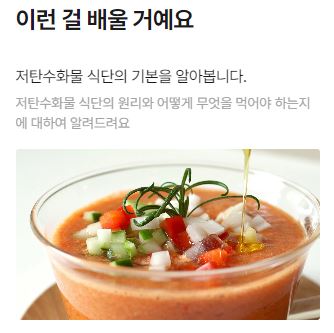 이런 걸 배울 거예요
저탄수화물 식단의 기본을 알아봅니다.
저탄수화물 식단의 원리와 어떻게 무엇을 먹어야 하는지
에 대하여 알려드려요